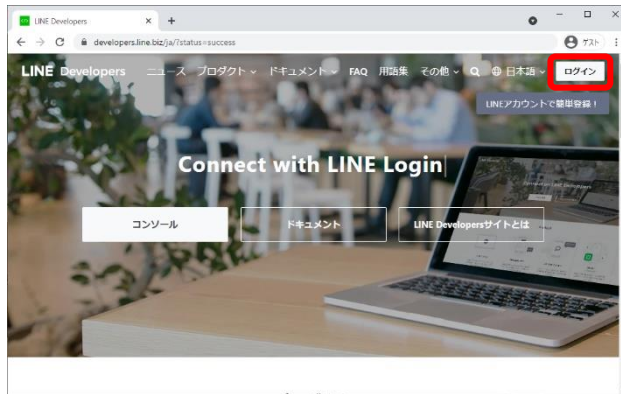 LINE Developers
developers.line.biz/ja/?status=success
ゲスト
LINE Developers ニュース プロダクト ドキュメント FAQ 用語集 その他 日本語 ログイン
LINEアカウントで簡単登録！
Connect with LINE Login
コンソール ドキュメント LINE Developersサイトとは